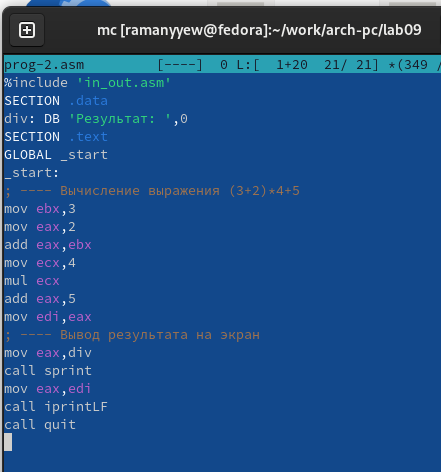 mc [ramanyyew@fedora]:~/work/arch-pc/lab09
prog-2.asm [----] 0 L:[ 1+20 21/ 21] *(349 /
%include 'in_out.asm'
SECTION .data
div: DB 'Результат: ',0
SECTION .text
GLOBAL _start
_start:
; ---- Вычисление выражения (3+2)*4+5
mov ebx,3
mov eax,2
add eax,ebx
mov ecx,4
mul ecx
add eax,5
mov edi,eax
; ---- Вывод результата на экран
mov eax,div
call sprint
mov eax,edi
call iprintLF
call quit